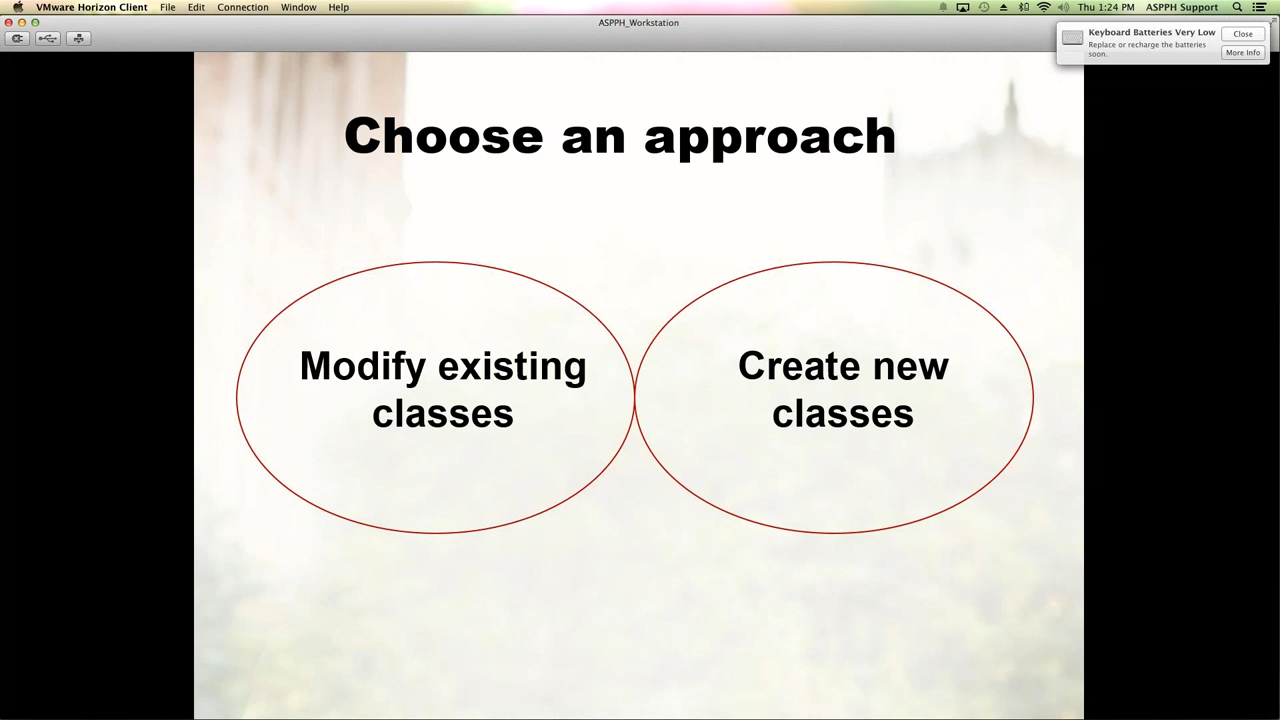 VMware Horizon Client File Edit Connection Window Help Thu 1:24 PM ASPPH Support
ASPPH_Workstation
Keyboard Batteries Very Low
Replace or recharge the batteries
soon.
Close
More Info
Choose an approach
Modify existing
classes
Create new
classes